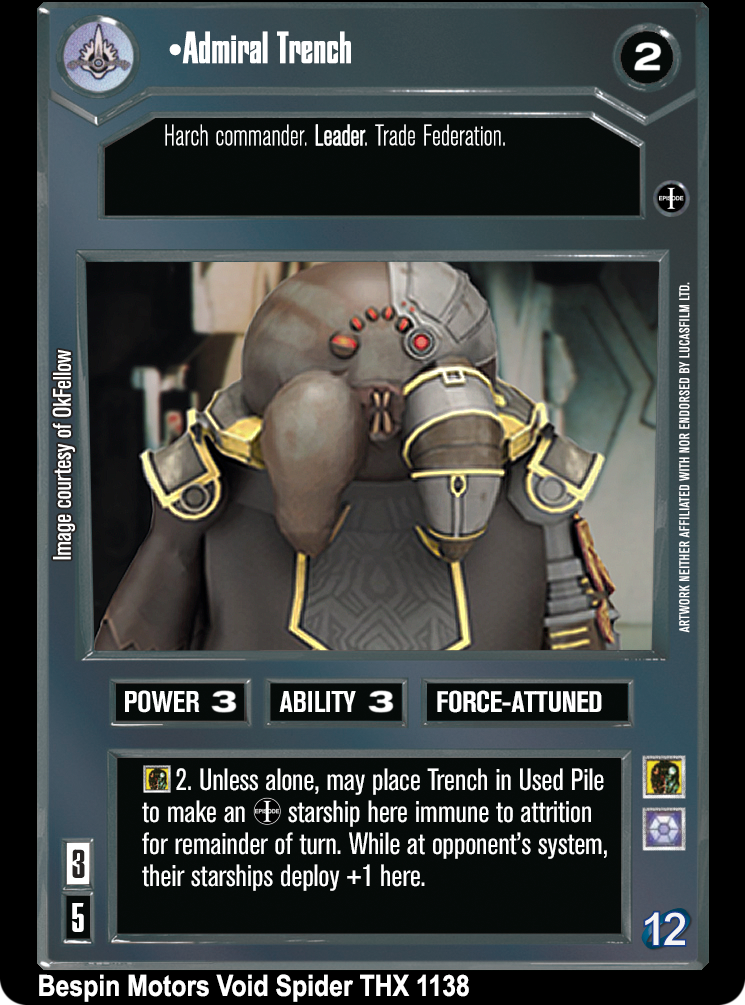 •Admiral Trench
2
Harch commander. Leader. Trade Federation.
EPISODE I
Image courtesy of OkFellow
ARTWORK NEITHER AFFILIATED WITH NOR ENDORSED BY LUCASFILM LTD.
POWER 3
ABILITY 3
FORCE-ATTUNED
2. Unless alone, may place Trench in Used Pile
to make an EPISODE I starship here immune to attrition
for remainder of turn. While at opponent's system,
their starships deploy +1 here.
3
5
12
Bespin Motors Void Spider THX 1138